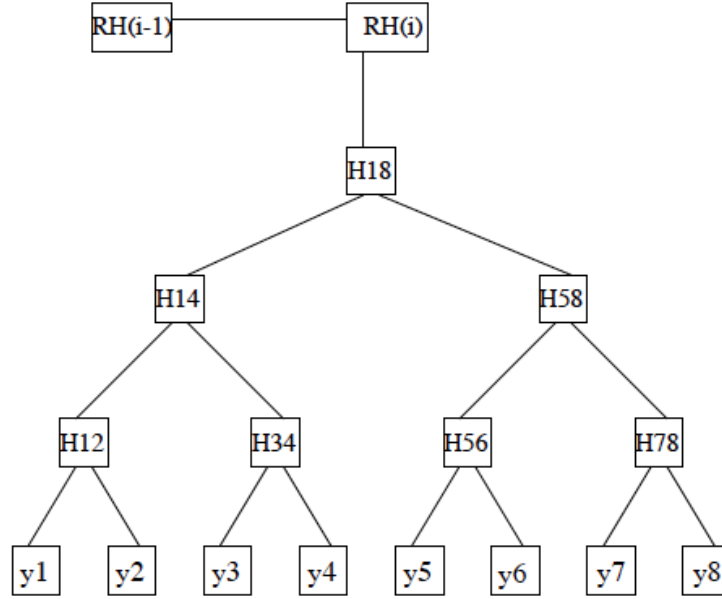 RH(i-1) RH(i)
H18
H14 H58
H12 H34 H56 H78
y1 y2 y3 y4 y5 y6 y7 y8